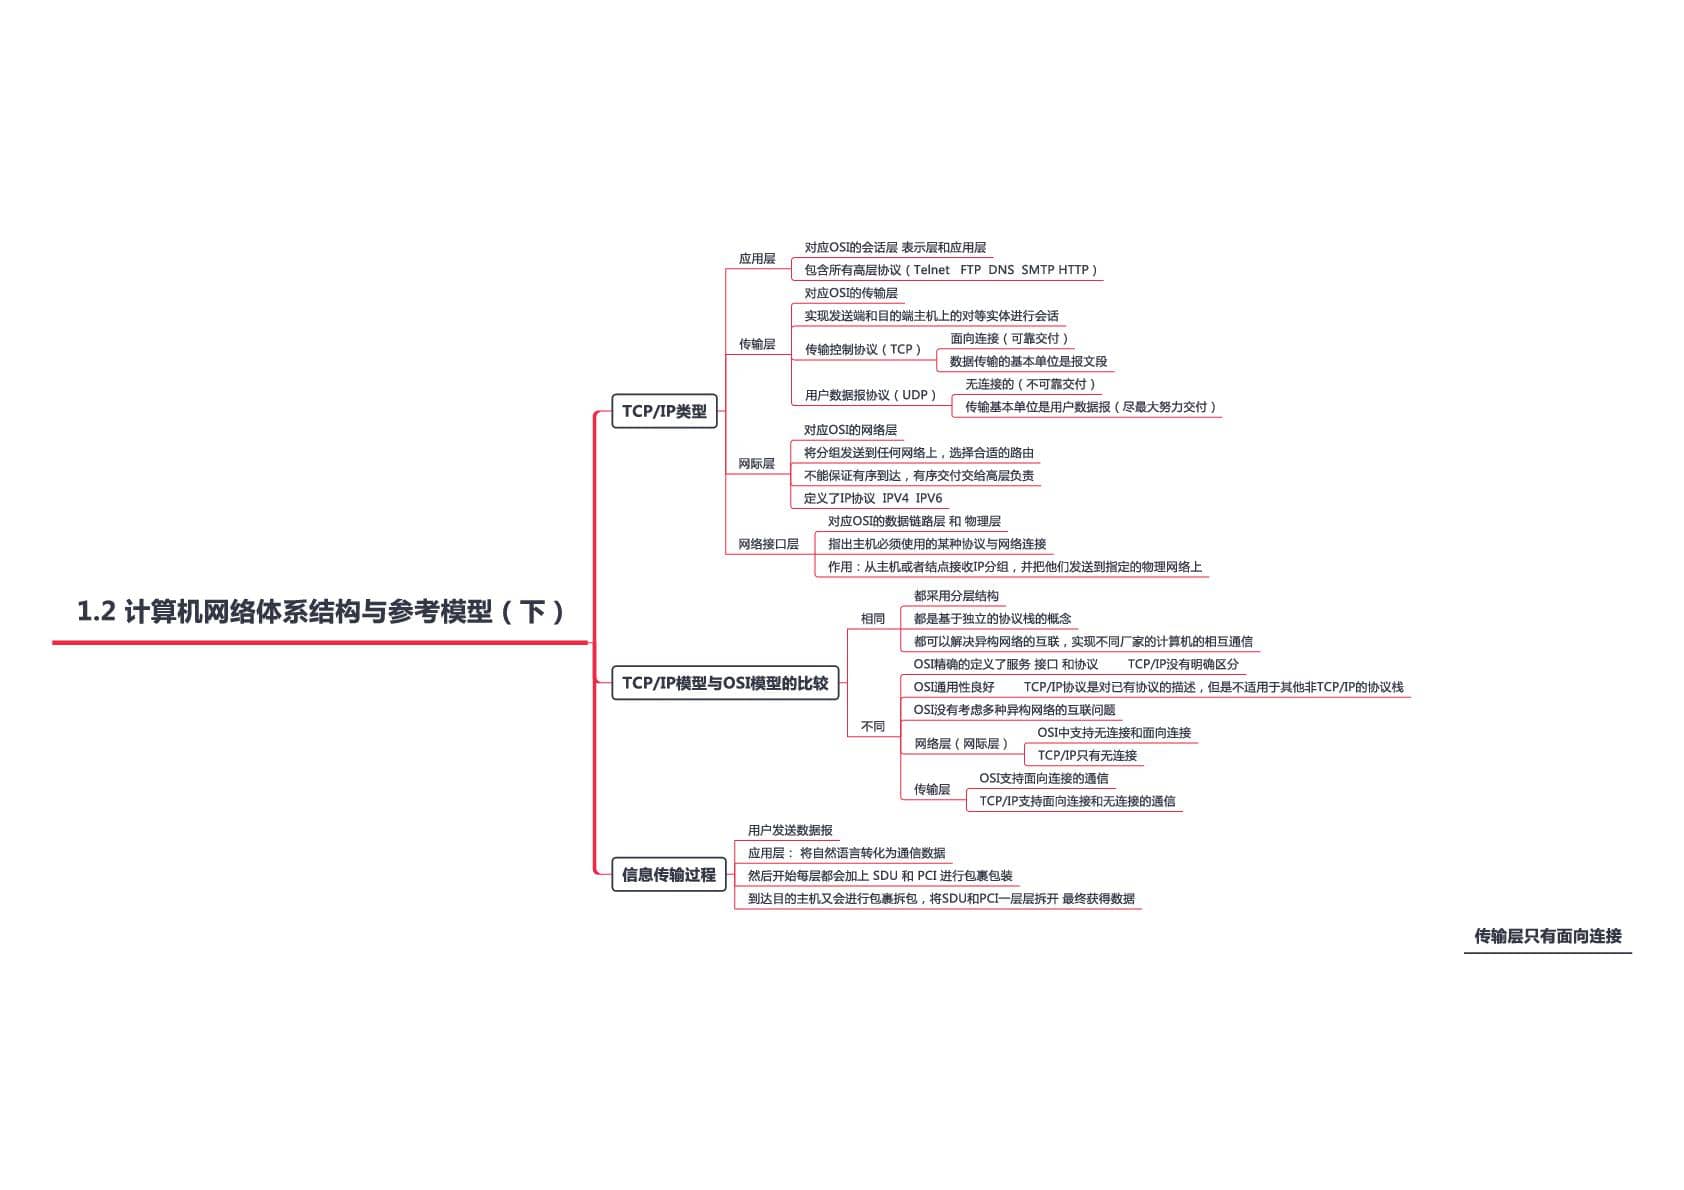 1.2 计算机网络体系结构与参考模型（下）
TCP/IP类型
应用层
对应OSI的会话层 表示层和应用层
包含所有高层协议（Telnet FTP DNS SMTP HTTP）
传输层
对应OSI的传输层
实现发送端和目的端主机上的对等实体进行会话
传输控制协议（TCP）
面向连接（可靠交付）
数据传输的基本单位是报文段
用户数据报协议（UDP）
无连接的（不可靠交付）
传输基本单位是用户数据报（尽最大努力交付）
网际层
对应OSI的网络层
将分组发送到任何网络上，选择合适的路由
不能保证有序到达，有序交付交给高层负责
定义了IP协议 IPV4 IPV6
网络接口层
对应OSI的数据链路层 和 物理层
指出主机必须使用的某种协议与网络连接
作用：从主机或者结点接收IP分组，并把他们发送到指定的物理网络上
TCP/IP模型与OSI模型的比较
相同
都采用分层结构
都是基于独立的协议栈的概念
都可以解决异构网络的互联，实现不同厂家的计算机的相互通信
不同
OSI精确的定义了服务 接口 和协议 TCP/IP没有明确区分
OSI通用性良好 TCP/IP协议是对已有协议的描述，但是不适用于其他非TCP/IP的协议栈
OSI没有考虑多种异构网络的互联问题
网络层（网际层）
OSI中支持无连接和面向连接
TCP/IP只有无连接
传输层
OSI支持面向连接的通信
TCP/IP支持面向连接和无连接的通信
信息传输过程
用户发送数据报
应用层： 将自然语言转化为通信数据
然后开始每层都会加上 SDU 和 PCI 进行包裹包装
到达目的主机又会进行包裹拆包，将SDU和PCI一层层拆开 最终获得数据
传输层只有面向连接